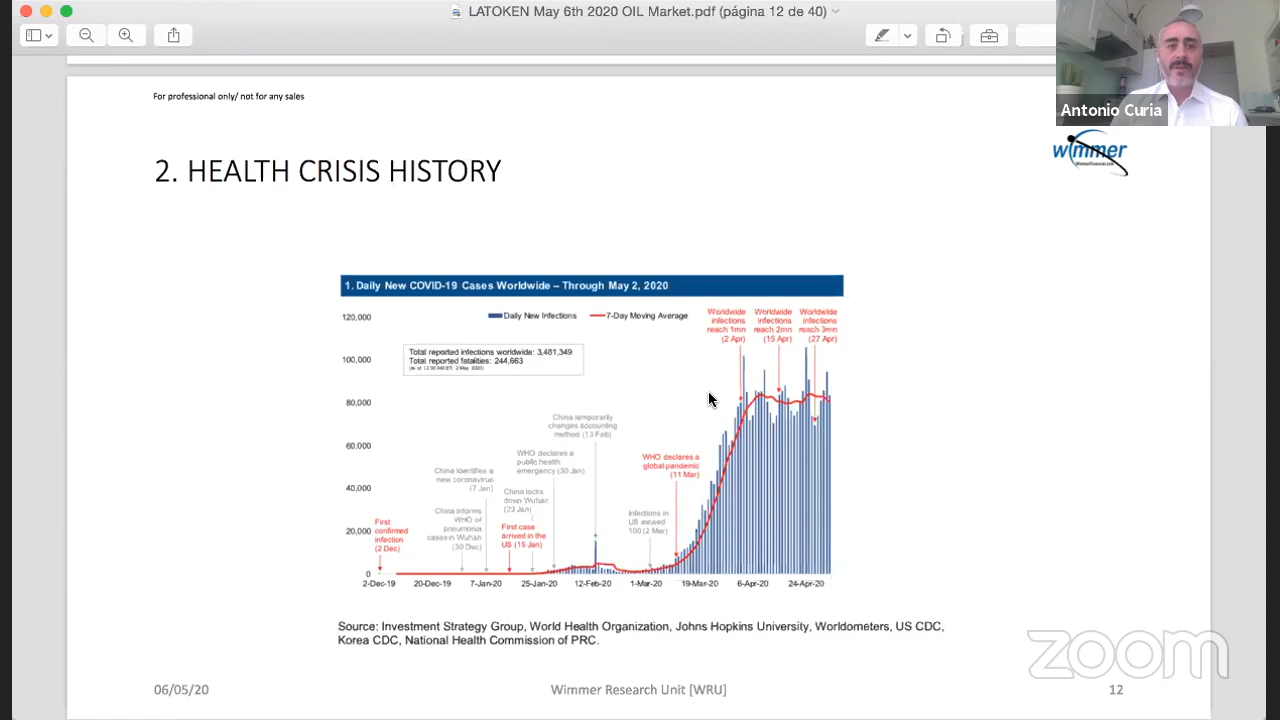 LATOKEN May 6th 2020 OIL Market.pdf (página 12 de 40)
Antonio Curia
For professional only/ not for any sales
wimmer
2. HEALTH CRISIS HISTORY
1. Daily New COVID-19 Cases Worldwide – Through May 2, 2020
Daily New Infections
7-Day Moving Average
Total reported infections worldwide: 3,481,349
Total reported fatalities: 244,663
120,000
100,000
80,000
60,000
40,000
20,000
0
Worldwide
infections
reach 1mn
(2 Apr)
Worldwide
infections
reach 2mn
(15 Apr)
Worldwide
infections
reach 3mn
(27 Apr)
China temporarily
changes accounting
method (13 Feb)
WHO declares a
public health
emergency (30 Jan)
WHO declares a
global pandemic
(11 Mar)
China identifies a
new coronavirus
(7 Jan)
China locks
down Wuhan
(23 Jan)
China informs
WHO of
pneumonia
cases in Wuhan
(30 Dec)
Infections in
US exceed
100 (2 Mar)
First
confirmed
infection
(2 Dec)
First case
arrived in the
US (15 Jan)
2-Dec-19
20-Dec-19
7-Jan-20
25-Jan-20
12-Feb-20
1-Mar-20
19-Mar-20
6-Apr-20
24-Apr-20
Source: Investment Strategy Group, World Health Organization, Johns Hopkins University, Worldometers, US CDC,
Korea CDC, National Health Commission of PRC.
zoom
06/05/20
Wimmer Research Unit [WRU]
12